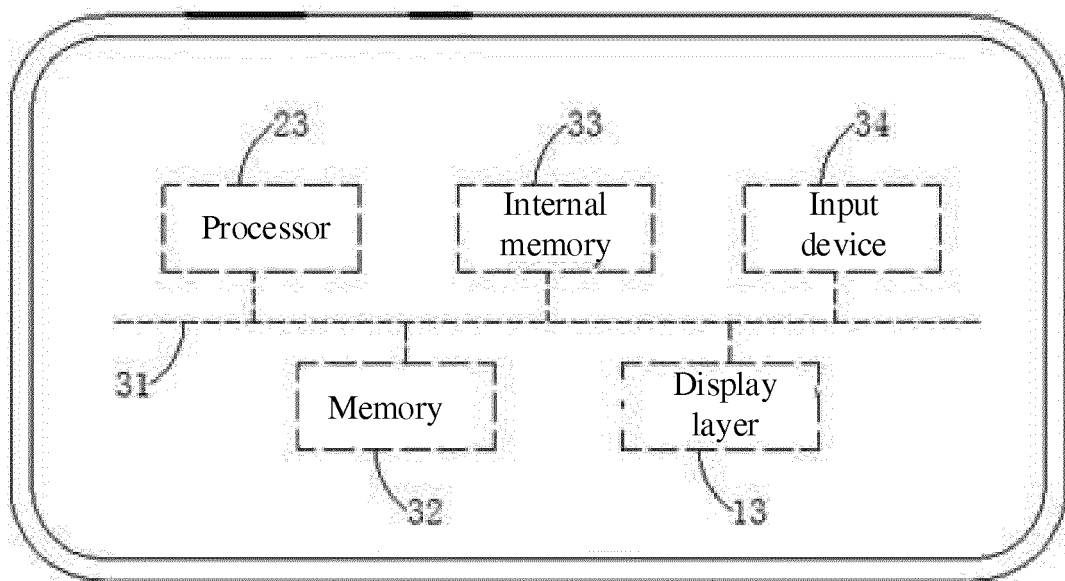 23
33
34
Processor
Internal
memory
Input
device
31
Memory
Display
layer
32
13